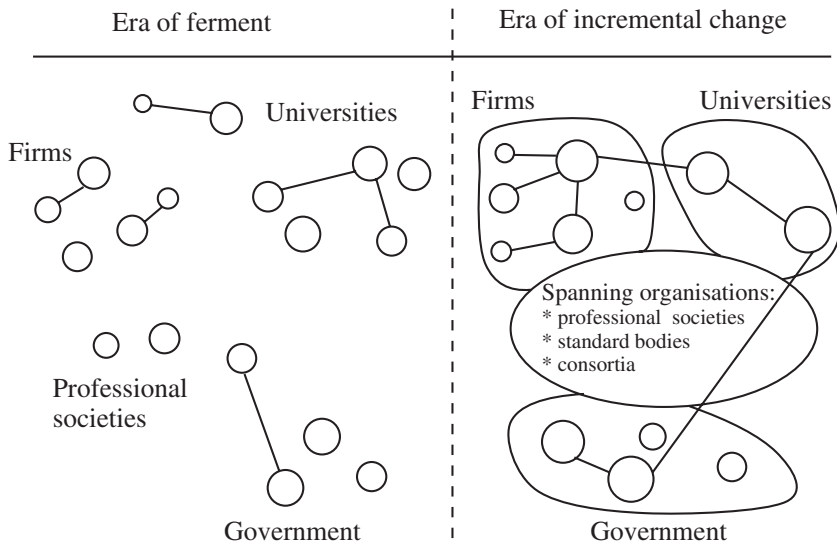 Era of ferment
Era of incremental change
Universities
Firms
Professional
societies
Government
Firms
Universities
Spanning organisations:
* professional societies
* standard bodies
* consortia
Government